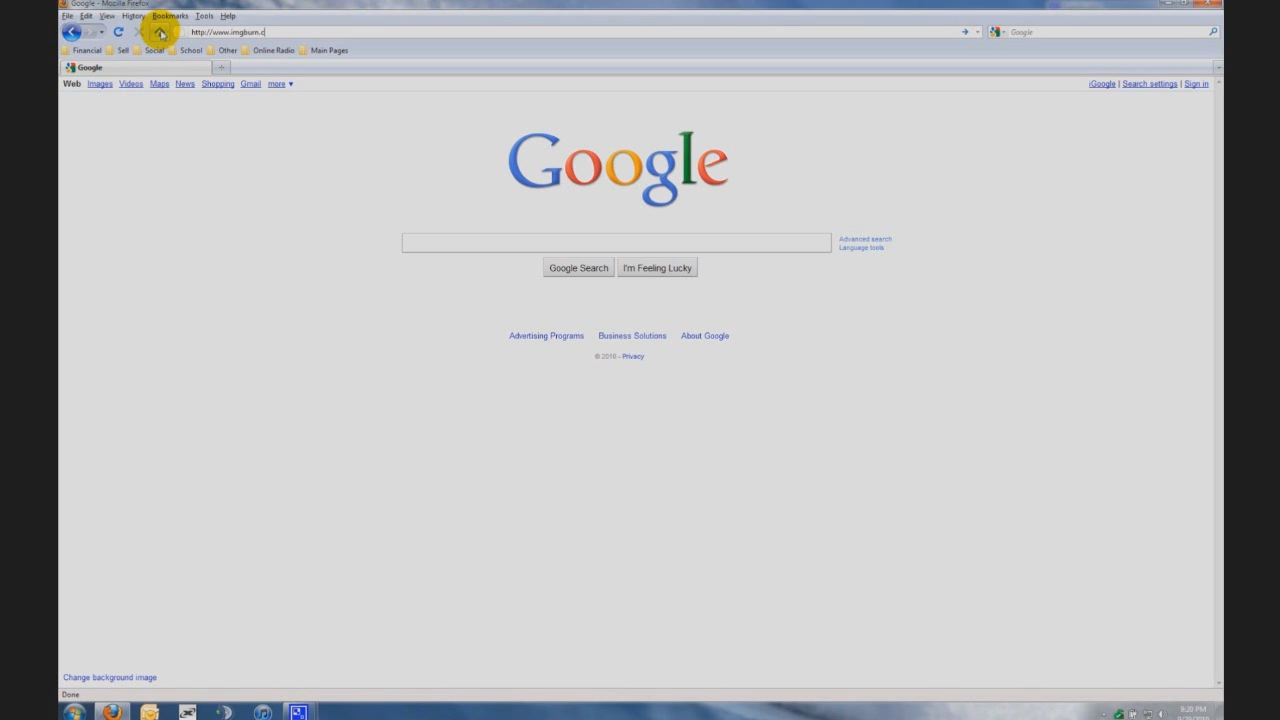 Google - Mozilla Firefox
File Edit View History Bookmarks Tools Help
http://www.imgburn.c Google
Financial Sell Social School Other Online Radio Main Pages
Google
Web Images Videos Maps News Shopping Gmail more ▼ iGoogle | Search settings | Sign in
Google
Advanced search
Language tools
Google Search I'm Feeling Lucky
Advertising Programs Business Solutions About Google
© 2010 - Privacy
Change background image
Done
9:20 PM